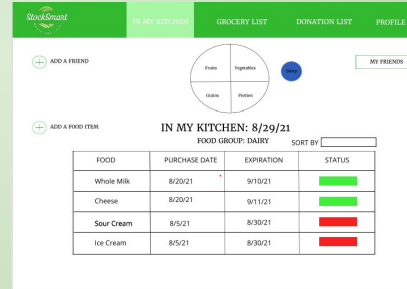 StockSmart
IN MY KITCHEN
GROCERY LIST
DONATION LIST
PROFILE
ADD A FRIEND
Fruits
Vegetables
Dairy
Grains
Protien
MY FRIENDS
ADD A FOOD ITEM
IN MY KITCHEN: 8/29/21
FOOD GROUP: DAIRY
SORT BY
FOOD PURCHASE DATE EXPIRATION STATUS
Whole Milk 8/20/21 9/10/21
Cheese 8/20/21 9/11/21
Sour Cream 8/5/21 8/30/21
Ice Cream 8/5/21 8/30/21